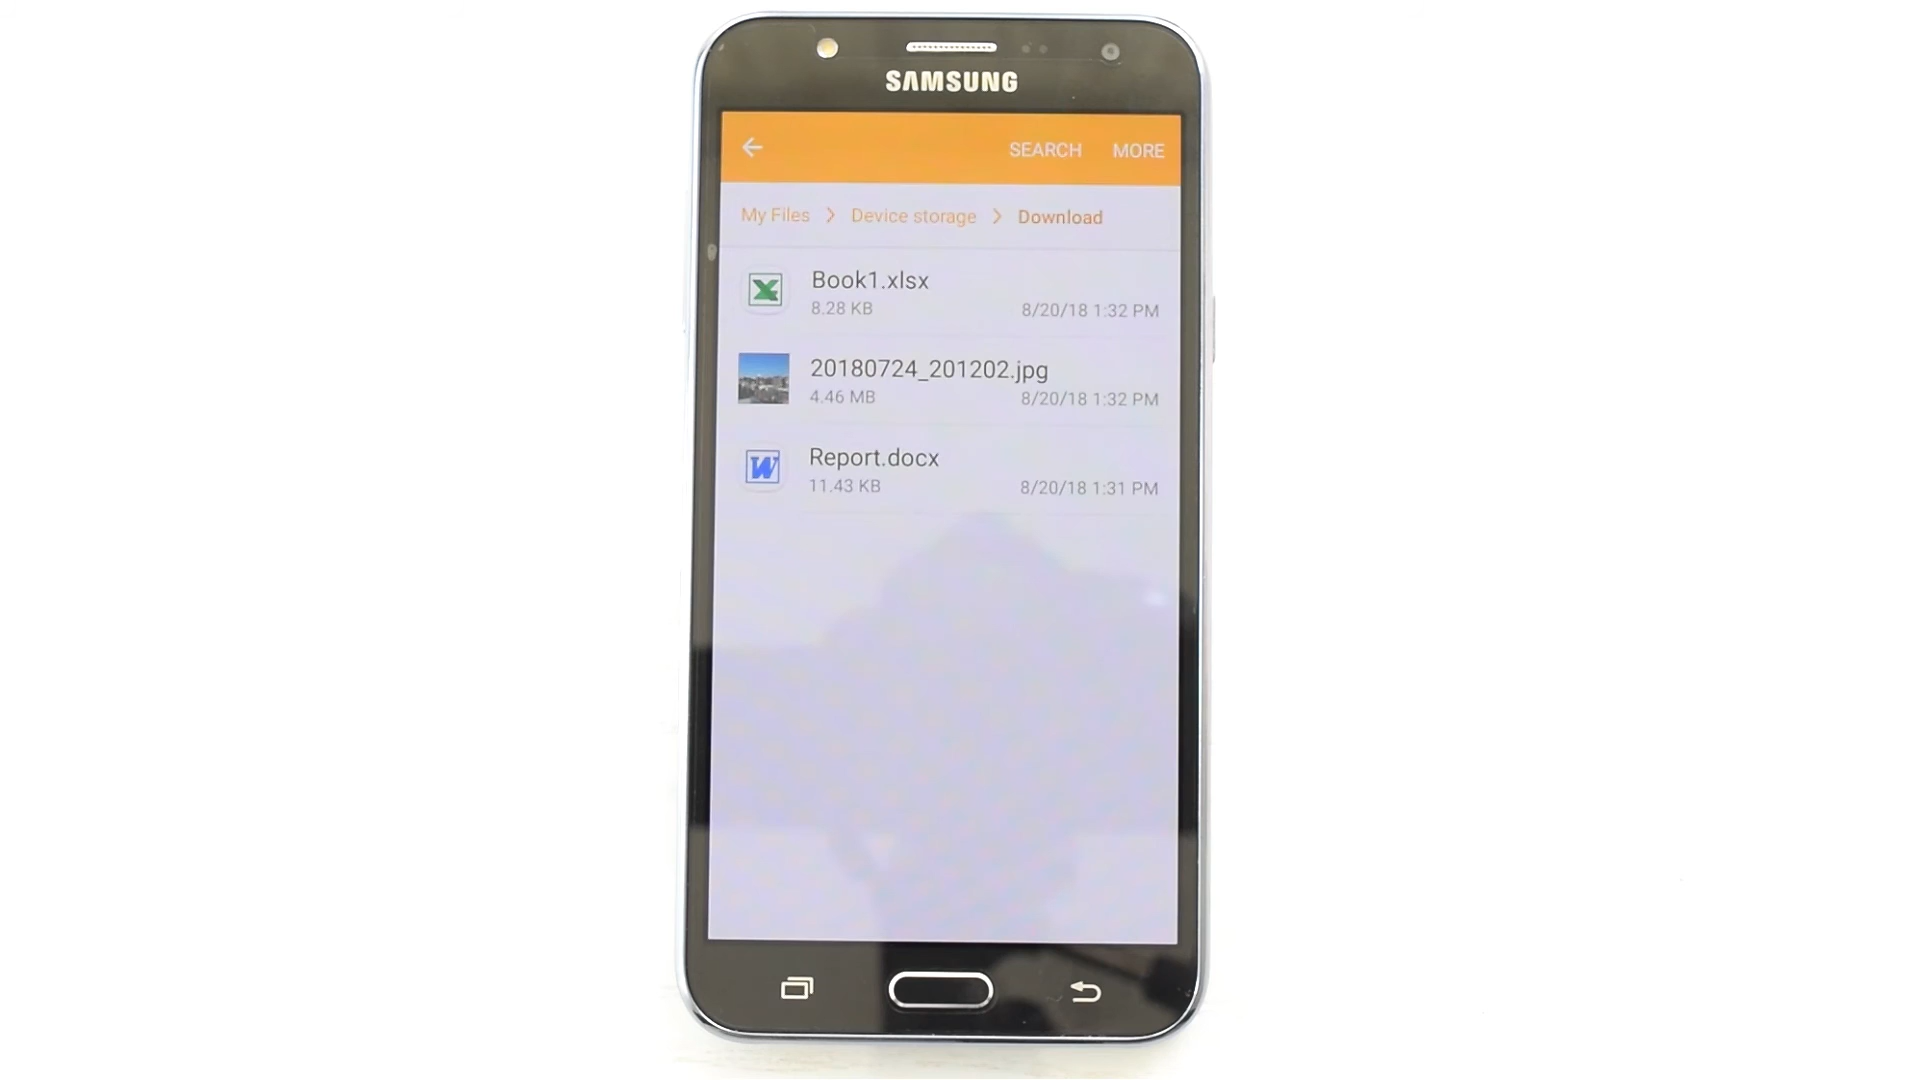 SAMSUNG
SEARCH MORE
My Files > Device storage > Download
Book1.xlsx
8.28 KB 8/20/18 1:32 PM
20180724_201202.jpg
4.46 MB 8/20/18 1:32 PM
W Report.docx
11.43 KB 8/20/18 1:31 PM